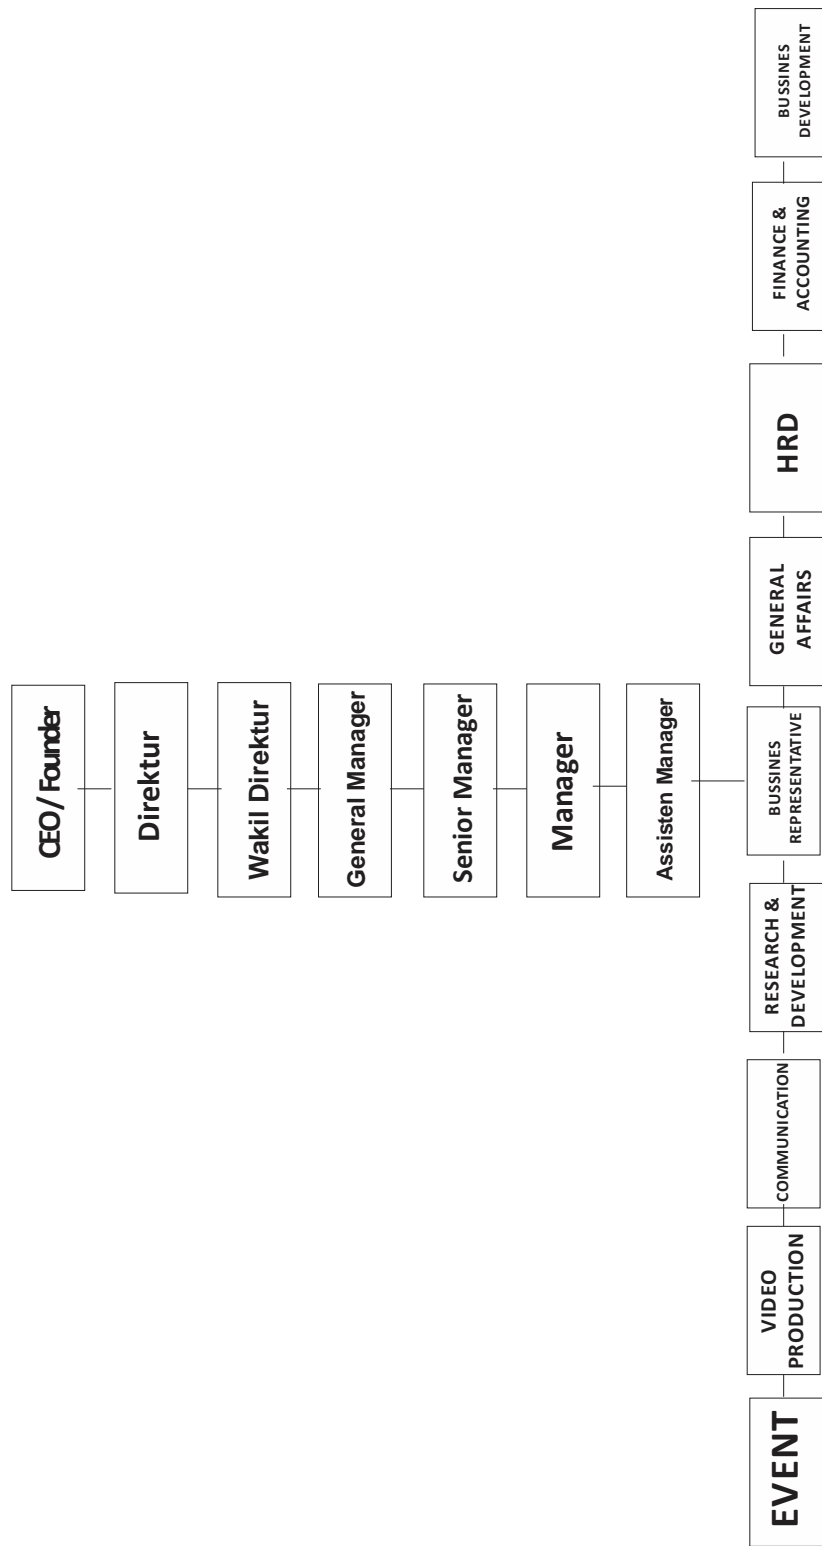 CEO/ Founder
Direktur
Wakil Direktur
General Manager
Senior Manager
Manager
Assisten Manager
EVENT
VIDEO
PRODUCTION
COMMUNICATION
RESEARCH &
DEVELOPMENT
BUSSINES
REPRESENTATIVE
GENERAL
AFFAIRS
HRD
FINANCE &
ACCOUNTING
BUSSINES
DEVELOPMENT